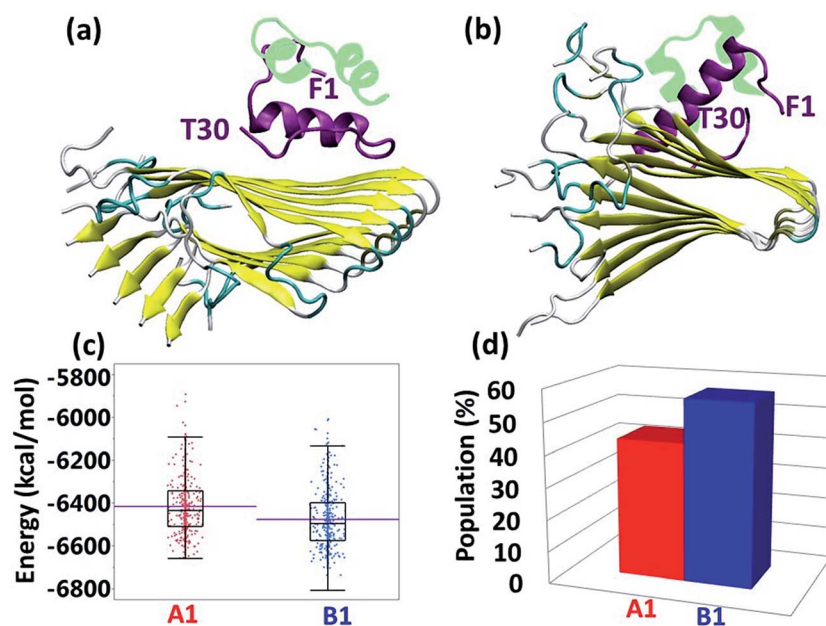 (a)
F1
T30
(b)
T30
F1
(c)
Energy (kcal/mol)
-5800
-6000
-6200
-6400
-6600
-6800
A1
B1
(d)
Population (%)
60
50
40
30
20
10
0
A1
B1